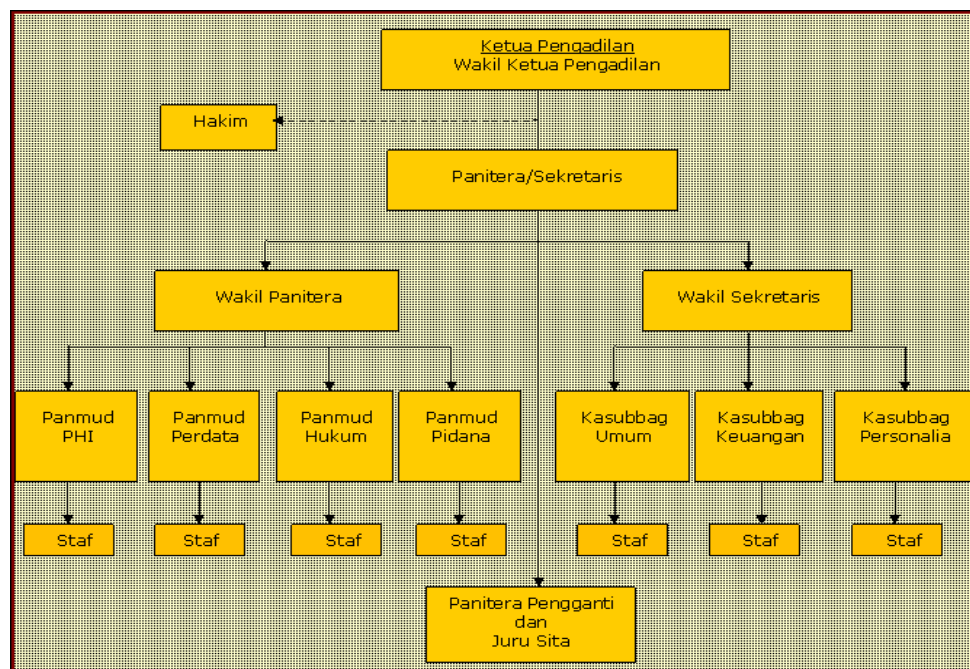 Ketua Pengadilan
Wakil Ketua Pengadilan
Hakim
Panitera/Sekretaris
Wakil Panitera
Wakil Sekretaris
Panmud
PHI
Panmud
Perdata
Panmud
Hukum
Panmud
Pidana
Kasubbag
Umum
Kasubbag
Keuangan
Kasubbag
Personalia
Staf
Staf
Staf
Staf
Staf
Staf
Staf
Panitera Pengganti
dan
Juru Sita